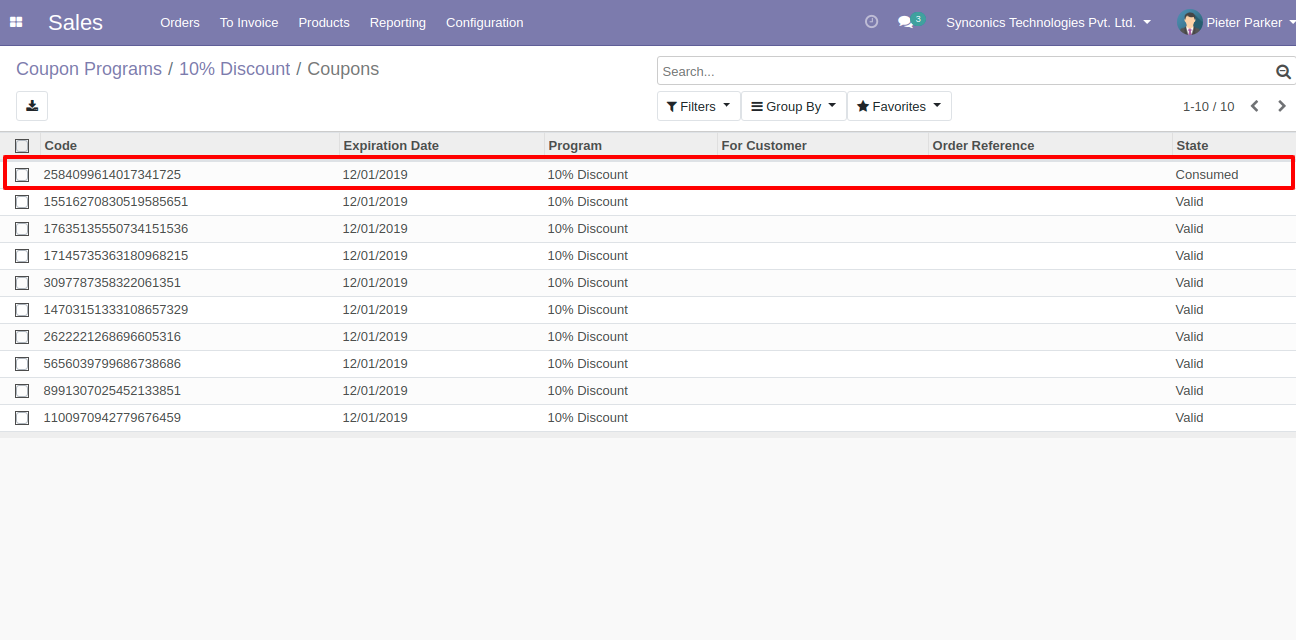 Sales Orders To Invoice Products Reporting Configuration 3 Synconics Technologies Pvt. Ltd. Pieter Parker
Coupon Programs / 10% Discount / Coupons Search...
Filters Group By Favorites 1-10 / 10
Code Expiration Date Program For Customer Order Reference State
2584099614017341725 12/01/2019 10% Discount Consumed
15516270830519585651 12/01/2019 10% Discount Valid
17635135550734151536 12/01/2019 10% Discount Valid
17145735363180968215 12/01/2019 10% Discount Valid
3097787358322061351 12/01/2019 10% Discount Valid
14703151333108657329 12/01/2019 10% Discount Valid
2622221268696605316 12/01/2019 10% Discount Valid
5656039799686738686 12/01/2019 10% Discount Valid
8991307025452133851 12/01/2019 10% Discount Valid
1100970942779676459 12/01/2019 10% Discount Valid